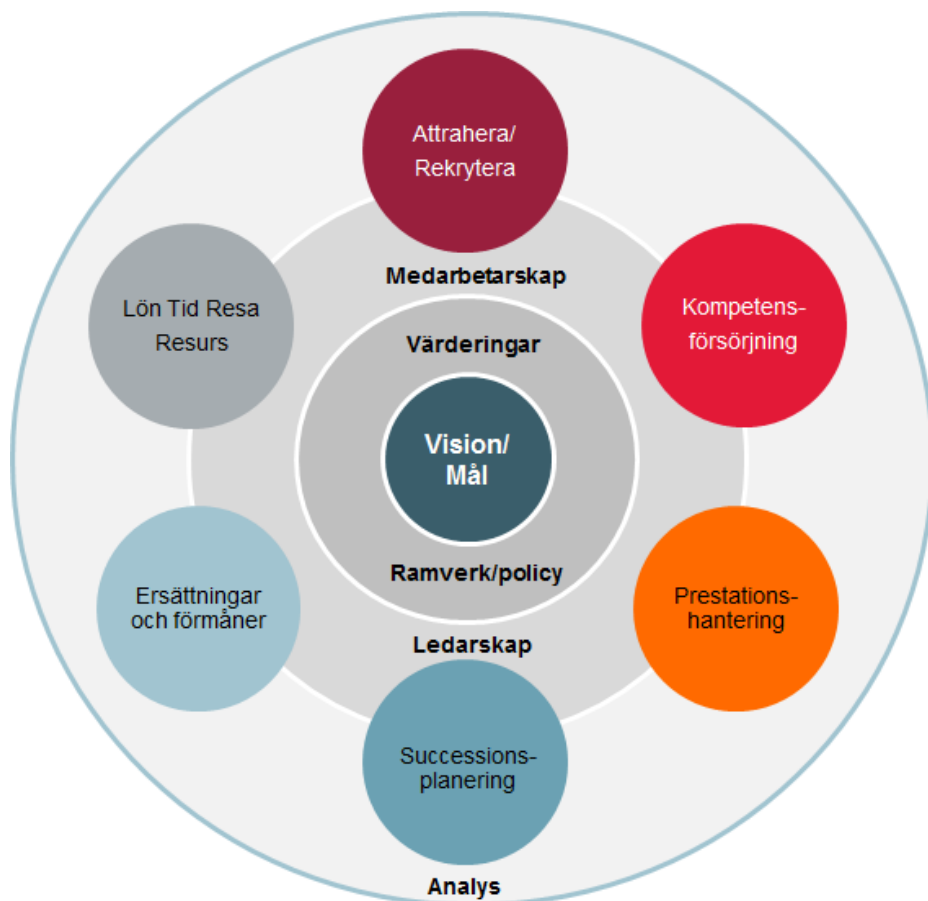 Attrahera/
Rekrytera
Medarbetarskap
Lön Tid Resa
Resurs
Kompetens-
försörjning
Värderingar
Vision/
Mål
Ramverk/policy
Ersättningar
och förmåner
Prestations-
hantering
Ledarskap
Successions-
planering
Analys